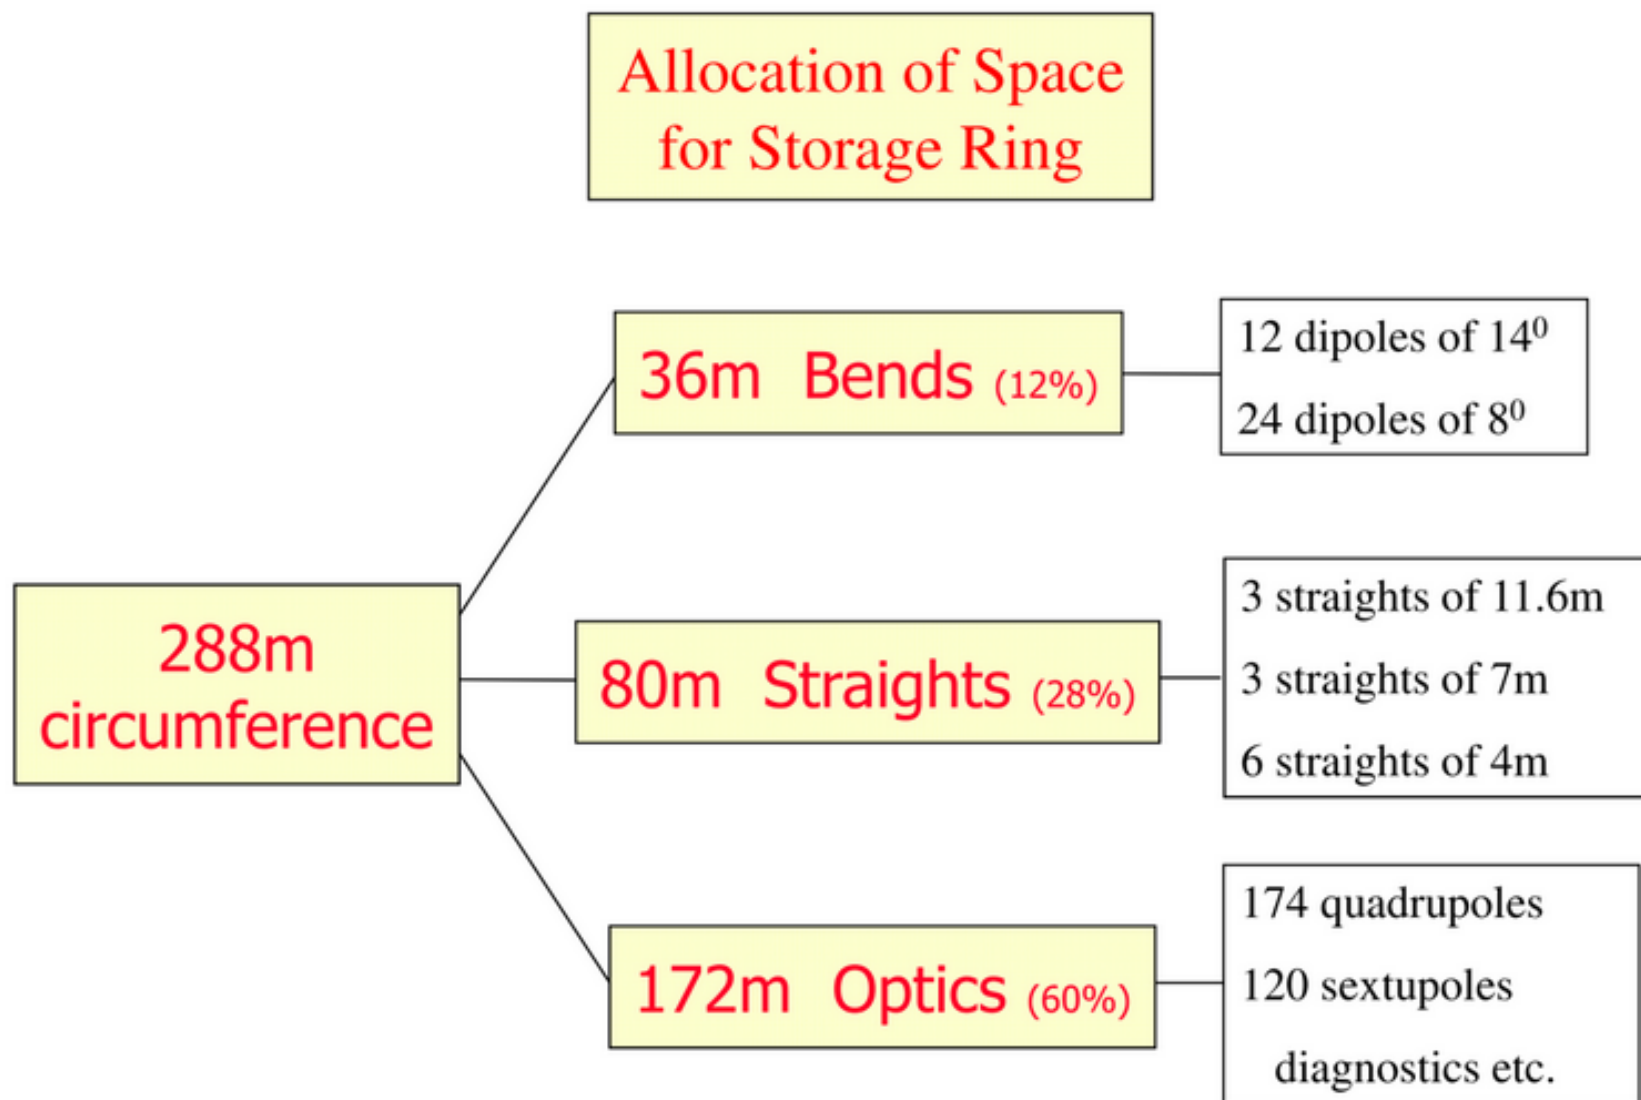 Allocation of Space
for Storage Ring
36m Bends (12%)
12 dipoles of 14⁰
24 dipoles of 8⁰
288m
circumference
80m Straights (28%)
3 straights of 11.6m
3 straights of 7m
6 straights of 4m
172m Optics (60%)
174 quadrupoles
120 sextupoles
diagnostics etc.